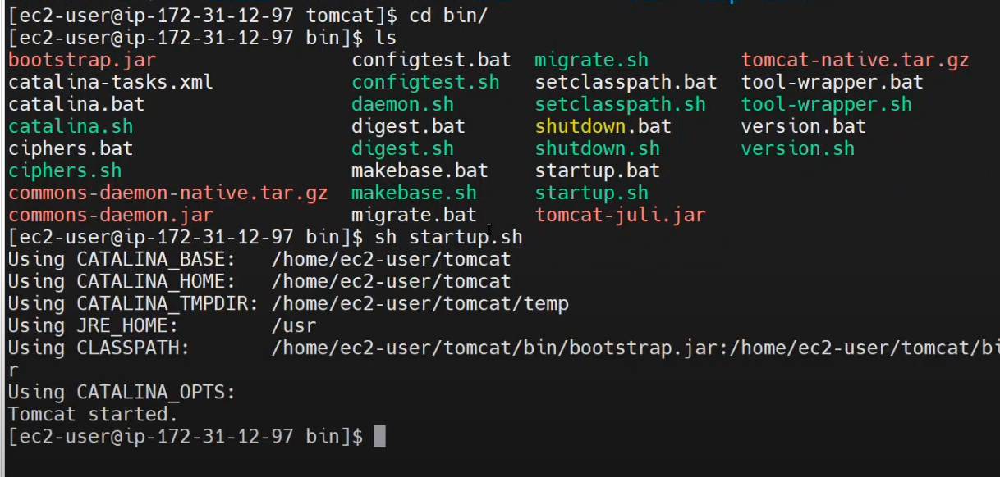 [ec2-user@ip-172-31-12-97 tomcat]$ cd bin/
[ec2-user@ip-172-31-12-97 bin]$ ls
bootstrap.jar configtest.bat migrate.sh tomcat-native.tar.gz
catalina-tasks.xml configtest.sh setclasspath.bat tool-wrapper.bat
catalina.bat daemon.sh setclasspath.sh tool-wrapper.sh
catalina.sh digest.bat shutdown.bat version.bat
ciphers.bat digest.sh shutdown.sh version.sh
ciphers.sh makebase.bat startup.bat
commons-daemon-native.tar.gz makebase.sh startup.sh
commons-daemon.jar migrate.bat tomcat-juli.jar
[ec2-user@ip-172-31-12-97 bin]$ sh startup.sh
Using CATALINA_BASE: /home/ec2-user/tomcat
Using CATALINA_HOME: /home/ec2-user/tomcat
Using CATALINA_TMPDIR: /home/ec2-user/tomcat/temp
Using JRE_HOME: /usr
Using CLASSPATH: /home/ec2-user/tomcat/bin/bootstrap.jar:/home/ec2-user/tomcat/bi
r
Using CATALINA_OPTS:
Tomcat started.
[ec2-user@ip-172-31-12-97 bin]$